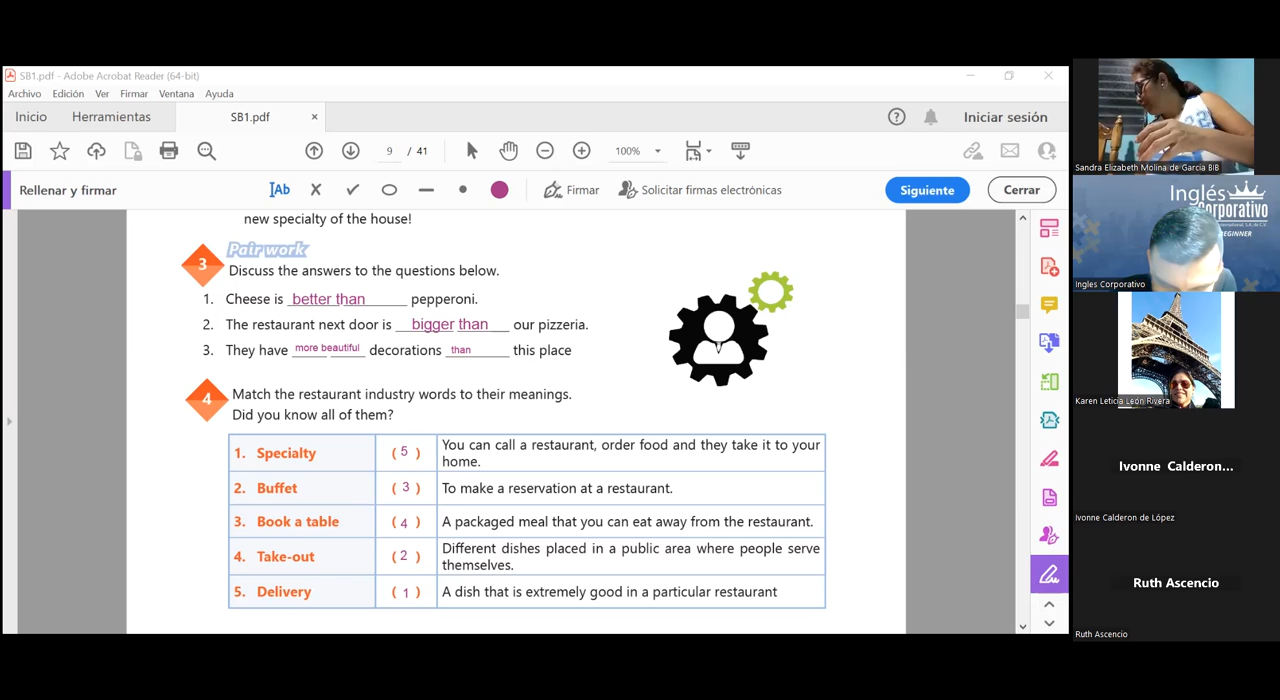 SB1.pdf - Adobe Acrobat Reader (64-bit)
Archivo Edición Ver Firmar Ventana Ayuda
Inicio Herramientas SB1.pdf × Iniciar sesión
9 / 41 100%
Rellenar y firmar Ab Firmar Solicitar firmas electrónicas Siguiente Cerrar
new specialty of the house!
3 Pair work
Discuss the answers to the questions below.
1. Cheese is better than pepperoni.
2. The restaurant next door is bigger than our pizzeria.
3. They have more beautiful decorations than this place
4 Match the restaurant industry words to their meanings.
Did you know all of them?
1. Specialty ( 5 ) You can call a restaurant, order food and they take it to your
home.
2. Buffet ( 3 ) To make a reservation at a restaurant.
3. Book a table ( 4 ) A packaged meal that you can eat away from the restaurant.
4. Take-out ( 2 ) Different dishes placed in a public area where people serve
themselves.
5. Delivery ( 1 ) A dish that is extremely good in a particular restaurant
Sandra Elizabeth Molina de García BIB
Inglés
Corporativo
International, S.A. de C.V.
Ingles Corporativo
Karen Leticia León Rivera
Ivonne Calderon...
Ivonne Calderon de López
Ruth Ascencio
Ruth Ascencio